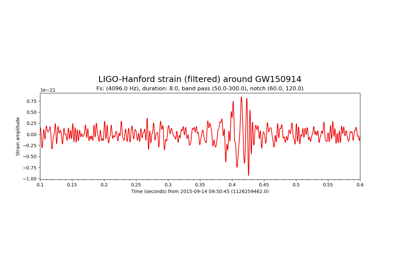 LIGO-Hanford strain (filtered) around GW150914
Fs: (4096.0 Hz), duration: 8.0, band pass (50.0-300.0), notch (60.0, 120.0)
1e−21
0.75
0.50
0.25
0.00
−0.25
−0.50
−0.75
−1.00
Strain amplitude
0.1 0.15 0.2 0.25 0.3 0.35 0.4 0.45 0.5 0.55 0.6
Time (seconds) from 2015-09-14 09:50:45 (1126259462.0)